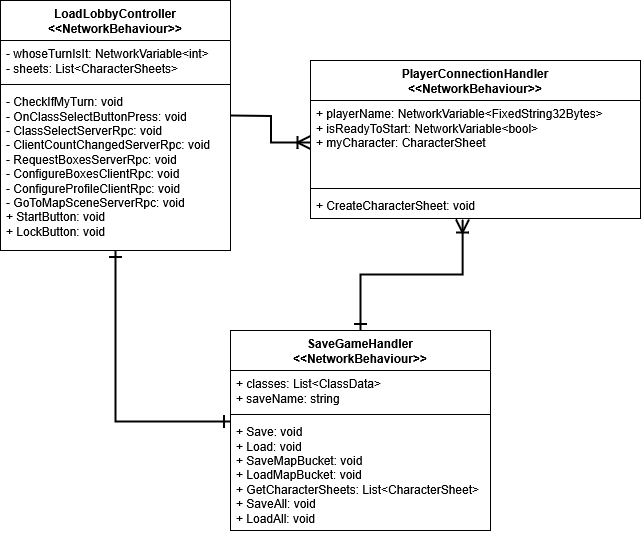 LoadLobbyController
<<NetworkBehaviour>>
- whoseTurnIsIt: NetworkVariable<int>
- sheets: List<CharacterSheets>
- CheckIfMyTurn: void
- OnClassSelectButtonPress: void
- ClassSelectServerRpc: void
- ClientCountChangedServerRpc: void
- RequestBoxesServerRpc: void
- ConfigureBoxesClientRpc: void
- ConfigureProfileClientRpc: void
- GoToMapSceneServerRpc: void
+ StartButton: void
+ LockButton: void
PlayerConnectionHandler
<<NetworkBehaviour>>
+ playerName: NetworkVariable<FixedString32Bytes>
+ isReadyToStart: NetworkVariable<bool>
+ myCharacter: CharacterSheet
+ CreateCharacterSheet: void
SaveGameHandler
<<NetworkBehaviour>>
+ classes: List<ClassData>
+ saveName: string
+ Save: void
+ Load: void
+ SaveMapBucket: void
+ LoadMapBucket: void
+ GetCharacterSheets: List<CharacterSheet>
+ SaveAll: void
+ LoadAll: void